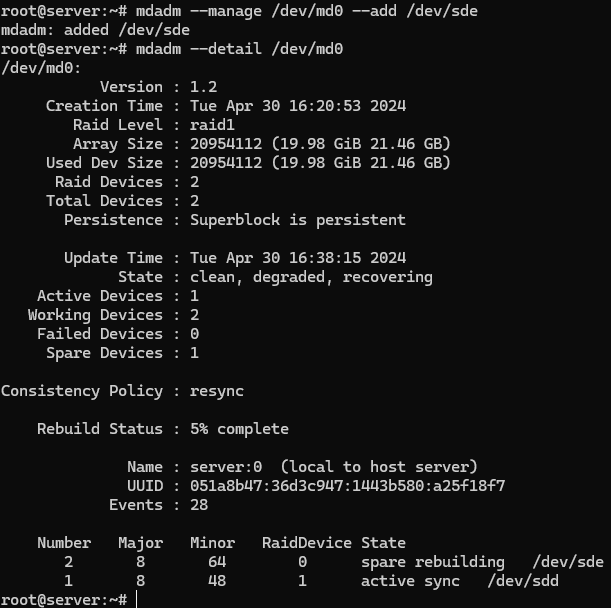 root@server:~# mdadm --manage /dev/md0 --add /dev/sde
mdadm: added /dev/sde
root@server:~# mdadm --detail /dev/md0
/dev/md0:
           Version : 1.2
     Creation Time : Tue Apr 30 16:20:53 2024
        Raid Level : raid1
        Array Size : 20954112 (19.98 GiB 21.46 GB)
     Used Dev Size : 20954112 (19.98 GiB 21.46 GB)
      Raid Devices : 2
     Total Devices : 2
       Persistence : Superblock is persistent

       Update Time : Tue Apr 30 16:38:15 2024
             State : clean, degraded, recovering
    Active Devices : 1
   Working Devices : 2
    Failed Devices : 0
     Spare Devices : 1

Consistency Policy : resync

    Rebuild Status : 5% complete

              Name : server:0  (local to host server)
              UUID : 051a8b47:36d3c947:1443b580:a25f18f7
            Events : 28

    Number   Major   Minor   RaidDevice State
       2       8       64        0      spare rebuilding   /dev/sde
       1       8       48        1      active sync   /dev/sdd
root@server:~#